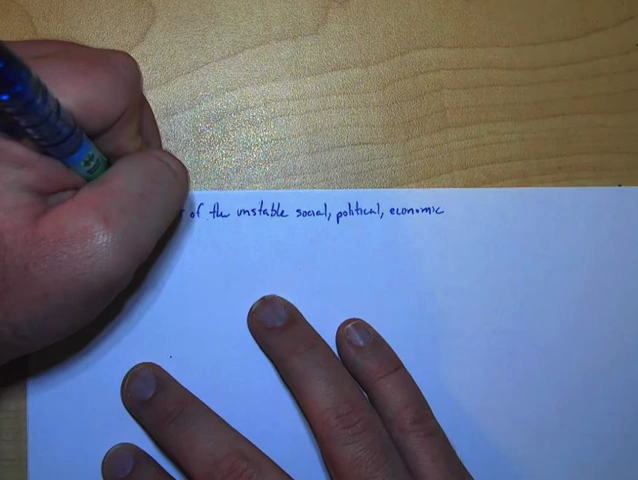 of the unstable social, political, economic